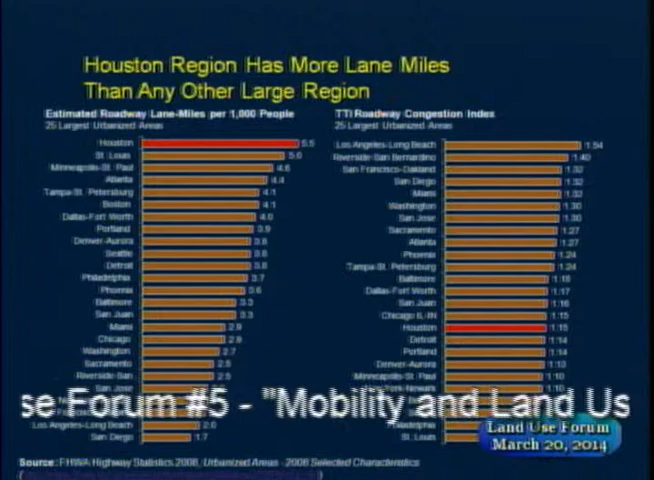 Houston Region Has More Lane Miles
Than Any Other Large Region
Estimated Roadway Lane-Miles per 1,000 People
25 Largest Urbanized Areas
Houston 5.5
St. Louis 5.0
Minneapolis-St. Paul 4.6
Atlanta 4.4
Tampa-St. Petersburg 4.1
Boston 4.1
Dallas-Fort Worth 4.0
Portland 3.9
Denver-Aurora 3.8
Seattle 3.8
Detroit 3.8
Philadelphia 3.7
Phoenix 3.6
Baltimore 3.3
San Juan 3.3
Miami 2.9
Chicago 2.9
Washington 2.7
Sacramento 2.5
Riverside-San 2.5
San Jose
Los Angeles-Long Beach 2.0
San Diego 1.7
TTI Roadway Congestion Index
25 Largest Urbanized Areas
Los Angeles-Long Beach 1.54
Riverside-San Bernardino 1.40
San Francisco-Oakland 1.32
San Diego 1.32
Miami 1.32
Washington 1.30
San Jose 1.30
Sacramento 1.27
Atlanta 1.27
Phoenix 1.24
Tampa-St. Petersburg 1.24
Baltimore 1.18
Dallas-Fort Worth 1.17
San Juan 1.16
Chicago IL-IN 1.15
Houston 1.15
Detroit 1.14
Portland 1.14
Denver-Aurora 1.13
Minneapolis-St. Paul 1.10
York-Newark 1.10
St. Louis
se Forum #5 - "Mobility and Land Us
Land Use Forum
March 20, 2014
Source: FHWA Highway Statistics 2008, Urbanized Areas - 2008 Selected Characteristics